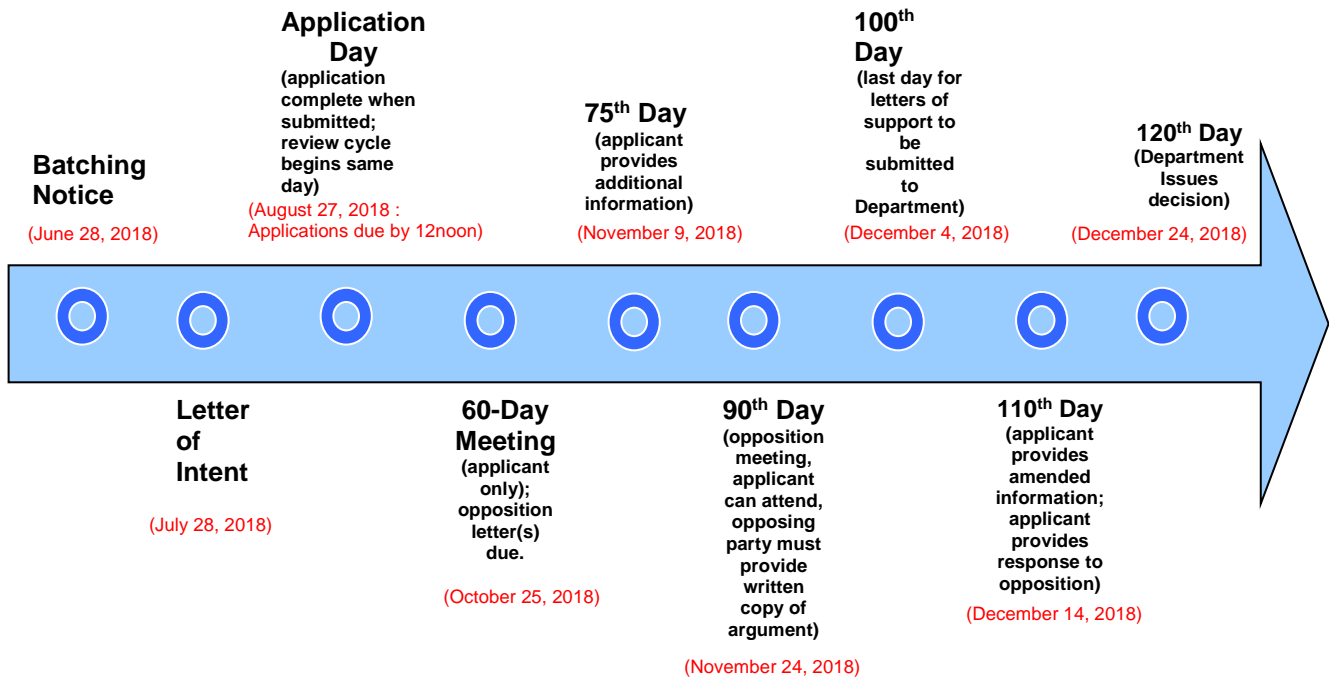 Batching
Notice
(June 28, 2018)
Letter
of
Intent
(July 28, 2018)
Application
Day
(application
complete when
submitted;
review cycle
begins same
day)
(August 27, 2018 :
Applications due by 12noon)
60-Day
Meeting
(applicant
only);
opposition
letter(s)
due.
(October 25, 2018)
75th Day
(applicant
provides
additional
information)
(November 9, 2018)
90th Day
(opposition
meeting,
applicant
can attend,
opposing
party must
provide
written
copy of
argument)
(November 24, 2018)
100th
Day
(last day for
letters of
support to
be
submitted
to
Department)
(December 4, 2018)
110th Day
(applicant
provides
amended
information;
applicant
provides
response to
opposition)
(December 14, 2018)
120th Day
(Department
Issues
decision)
(December 24, 2018)